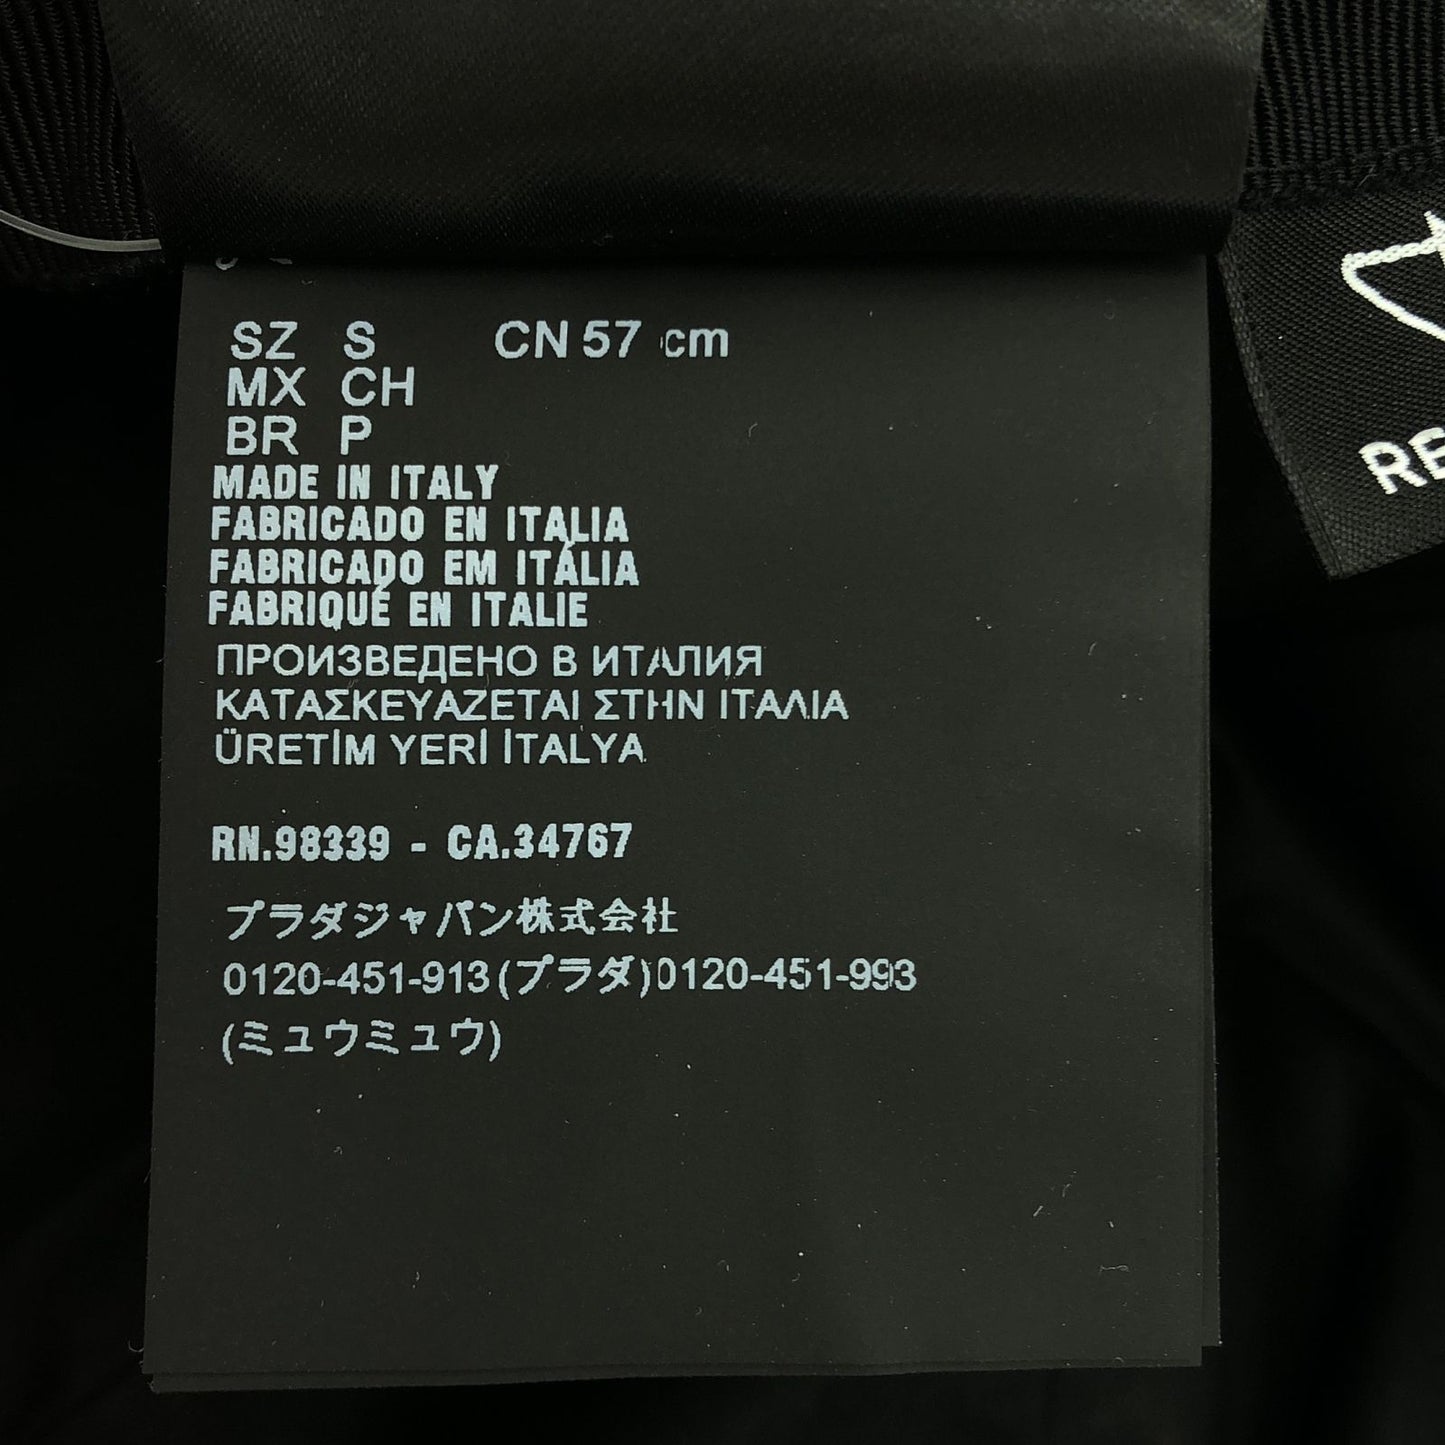 SZ S CN 57 cm
MX CH
BR P
MADE IN ITALY
FABRICADO EN ITALIA
FABRICADO EM ITÁLIA
FABRIQUÉ EN ITALIE
ПРОИЗВЕДЕНО В ИТАЛИЯ
ΚΑΤΑΣΚΕΥΑΖΕΤΑΙ ΣΤΗΝ ΙΤΑΛΙΑ
ÜRETİM YERİ İTALYA
RN.98339 - CA.34767
プラダジャパン株式会社
0120-451-913(プラダ)0120-451-993
(ミュウミュウ)
RE